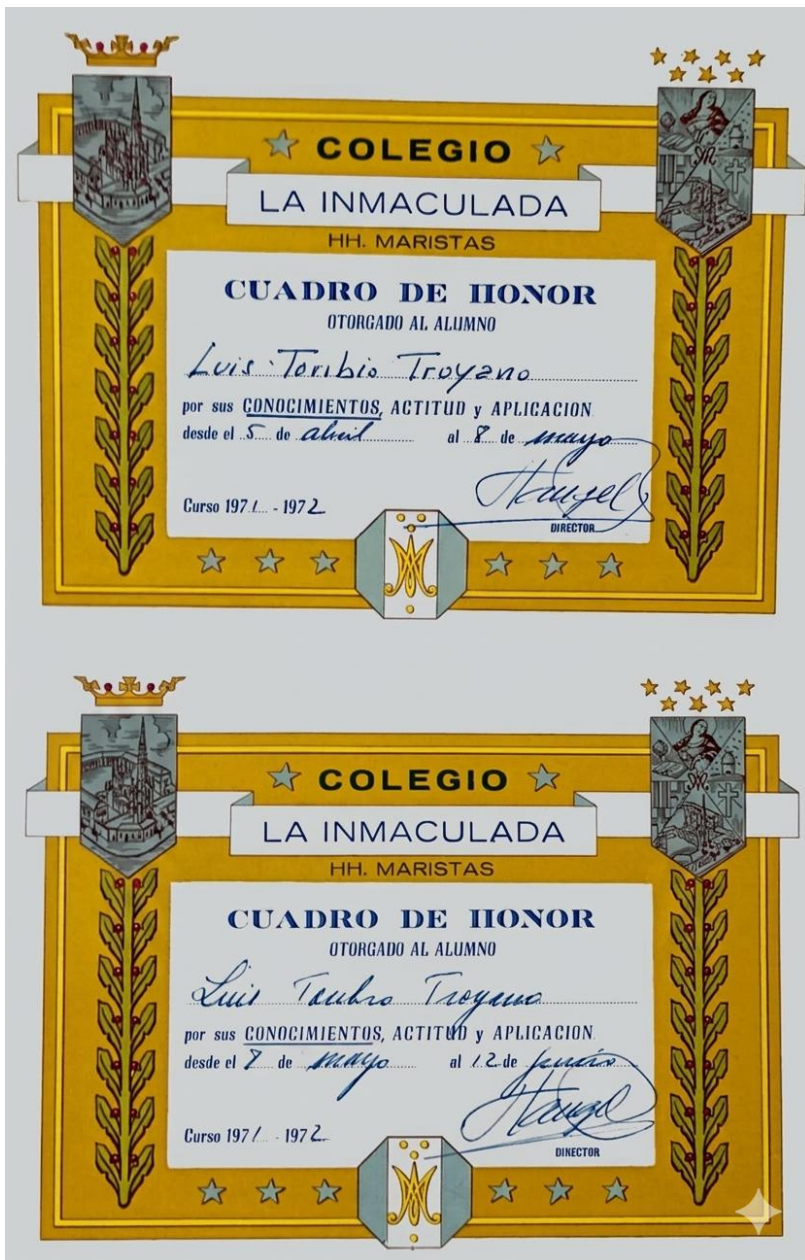 COLEGIO
LA INMACULADA
HH. MARISTAS
CUADRO DE HONOR
OTORGADO AL ALUMNO
Luis Toribio Troyano
por sus CONOCIMIENTOS, ACTITUD y APLICACION
desde el 5 de abril al 8 de mayo
Curso 1971 - 1972
DIRECTOR
COLEGIO
LA INMACULADA
HH. MARISTAS
CUADRO DE HONOR
OTORGADO AL ALUMNO
Luis Toribio Troyano
por sus CONOCIMIENTOS, ACTITUD y APLICACION
desde el 8 de mayo al 12 de junio
Curso 1971 - 1972
DINECTOR